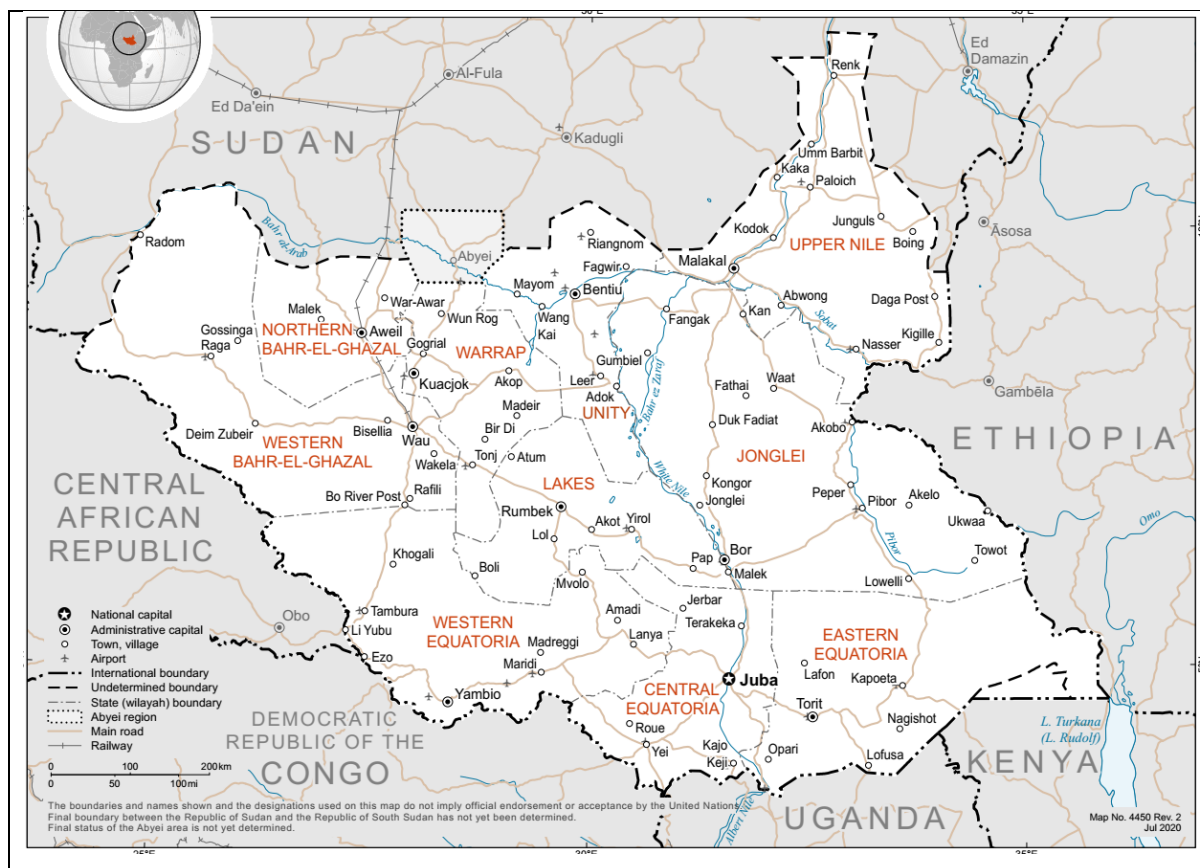 30°E
35°E
Ed
Damazin
Renk
Al-Fula
Ed Da'ein
SUDAN
Kadugli
Umm Barbit
Kaka
Paloich
Bahr
al-Arab
Radom
Riangnom
Abyei
Fagwir
Kodok
Junguls
UPPER NILE
Boing
Āsosa
Malakal
Mayom
Bentiu
Malek
War-Awar
Wun Rog
Wang
Kai
Fangak
Kan
Abwong
Daga Post
Sobat
Gossinga
Raga
NORTHERN
BAHR-EL-GHAZAL
Aweil
Gogrial
WARRAP
Gumbiel
Nasser
Kigille
Kuacjok
Akop
Leer
Adok
Bahr ez Zaraf
Fathai
Waat
Gambēla
Madeir
UNITY
Duk Fadiat
Deim Zubeir
WESTERN
BAHR-EL-GHAZAL
Bisellia
Wau
Bir Di
Akobo
ETHIOPIA
Wakela
Tonj
Atum
JONGLEI
CENTRAL
AFRICAN
REPUBLIC
Bo River Post
Rafili
LAKES
White Nile
Kongor
Jonglei
Peper
Pibor
Akelo
Ukwaa
Omo
Rumbek
Akot
Yirol
Lol
Khogali
Boli
Mvolo
Pap
Bor
Malek
Pibor
Towot
Lowelli
Obo
Tambura
Li Yubu
WESTERN
EQUATORIA
Amadi
Jerbar
Terakeka
EASTERN
EQUATORIA
Ezo
Madreggi
Lanya
Maridi
Lafon
Kapoeta
Yambio
CENTRAL
EQUATORIA
Juba
Torit
Nagishot
DEMOCRATIC
REPUBLIC OF THE
CONGO
Roue
Yei
Kajo
Keji
Opari
Lofusa
L. Turkana
(L. Rudolf)
KENYA
UGANDA
Albert Nile
National capital
Administrative capital
Town, village
Airport
International boundary
Undetermined boundary
State (wilayah) boundary
Abyei region
Main road
Railway
0 50 100 200 km
0 50 100 mi
The boundaries and names shown and the designations used on this map do not imply official endorsement or acceptance by the United Nations.
Final boundary between the Republic of Sudan and the Republic of South Sudan has not yet been determined.
Final status of the Abyei area is not yet determined.
Map No. 4450 Rev. 2
Jul 2020
25°E
30°E
35°E